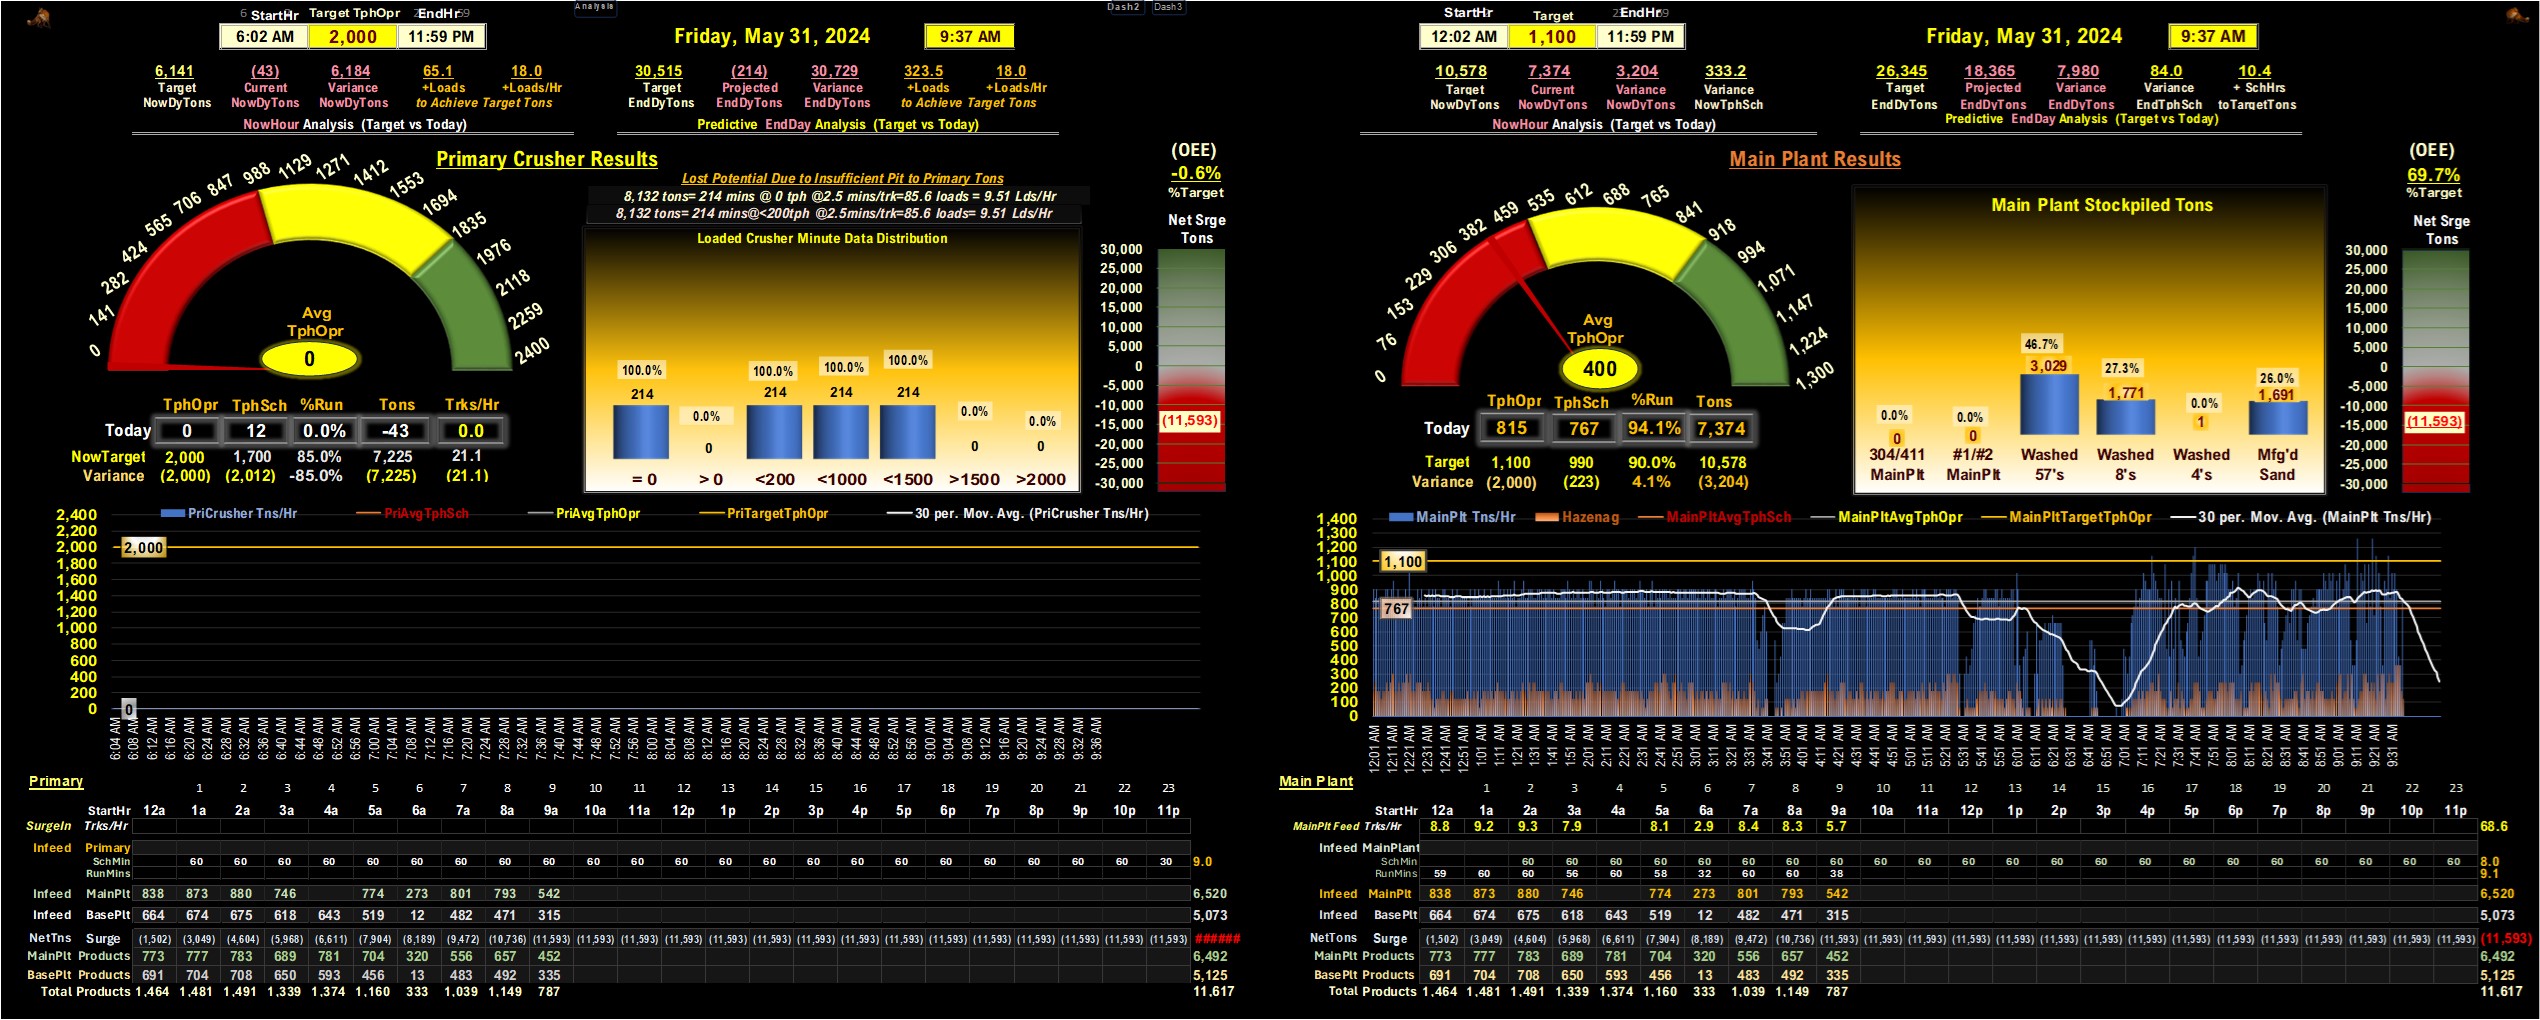 StartHr Target TphOpr EndHr
6:02 AM 2,000 11:59 PM
Analysis
Dash2 Dash3
Friday, May 31, 2024 9:37 AM
6,141 (43) 6,184 65.1 18.0
Target Current Variance +Loads +Loads/Hr
NowDyTons NowDyTons NowDyTons to Achieve Target Tons
NowHour Analysis (Target vs Today)
30,515 (214) 30,729 323.5 18.0
Target Projected Variance +Loads +Loads/Hr
EndDyTons EndDyTons EndDyTons to Achieve Target Tons
Predictive EndDay Analysis (Target vs Today)
Primary Crusher Results
(OEE)
-0.6%
%Target
Lost Potential Due to Insufficient Pit to Primary Tons
8,132 tons= 214 mins @ 0 tph @2.5 mins/trk=85.6 loads = 9.51 Lds/Hr
8,132 tons= 214 mins@<200tph @2.5mins/trk=85.6 loads= 9.51 Lds/Hr
0 141 282 424 565 706 847 988 1129 1271 1412 1553 1694 1835 1976 2118 2259 2400
Avg
TphOpr
0
Loaded Crusher Minute Data Distribution
100.0% 0.0% 100.0% 100.0% 100.0% 0.0% 0.0%
214 0 214 214 214 0 0
= 0 > 0 <200 <1000 <1500 >1500 >2000
Net Srge
Tons
30,000
25,000
20,000
15,000
10,000
5,000
0
-5,000
-10,000
(11,593)
-15,000
-20,000
-25,000
-30,000
TphOpr TphSch %Run Tons Trks/Hr
Today 0 12 0.0% -43 0.0
NowTarget 2,000 1,700 85.0% 7,225 21.1
Variance (2,000) (2,012) -85.0% (7,225) (21.1)
PriCrusher Tns/Hr PriAvgTphSch PriAvgTphOpr PriTargetTphOpr 30 per. Mov. Avg. (PriCrusher Tns/Hr)
2,400
2,200
2,000 2,000
1,800
1,600
1,400
1,200
1,000
800
600
400
200
0 0
6:04 AM 6:08 AM 6:12 AM 6:16 AM 6:20 AM 6:24 AM 6:28 AM 6:32 AM 6:36 AM 6:40 AM 6:44 AM 6:48 AM 6:52 AM 6:56 AM 7:00 AM 7:04 AM 7:08 AM 7:12 AM 7:16 AM 7:20 AM 7:24 AM 7:28 AM 7:32 AM 7:36 AM 7:40 AM 7:44 AM 7:48 AM 7:52 AM 7:56 AM 8:00 AM 8:04 AM 8:08 AM 8:12 AM 8:16 AM 8:20 AM 8:24 AM 8:28 AM 8:32 AM 8:36 AM 8:40 AM 8:44 AM 8:48 AM 8:52 AM 8:56 AM 9:00 AM 9:04 AM 9:08 AM 9:12 AM 9:16 AM 9:20 AM 9:24 AM 9:28 AM 9:32 AM 9:36 AM
Primary
1 2 3 4 5 6 7 8 9 10 11 12 13 14 15 16 17 18 19 20 21 22 23
StartHr 12a 1a 2a 3a 4a 5a 6a 7a 8a 9a 10a 11a 12p 1p 2p 3p 4p 5p 6p 7p 8p 9p 10p 11p
SurgeIn Trks/Hr
Infeed Primary
SchMin 60 60 60 60 60 60 60 60 60 60 60 60 60 60 60 60 60 60 60 60 60 60 30 9.0
RunMins
Infeed MainPlt 838 873 880 746 774 273 801 793 542 6,520
Infeed BasePlt 664 674 675 618 643 519 12 482 471 315 5,073
NetTns Surge (1,502) (3,049) (4,604) (5,968) (6,611) (7,904) (8,189) (9,472) (10,736) (11,593) (11,593) (11,593) (11,593) (11,593) (11,593) (11,593) (11,593) (11,593) (11,593) (11,593) (11,593) (11,593) (11,593) (11,593) ######
MainPlt Products 773 777 783 689 781 704 320 556 657 452 6,492
BasePlt Products 691 704 708 650 593 456 13 483 492 335 5,125
Total Products 1,464 1,481 1,491 1,339 1,374 1,160 333 1,039 1,149 787 11,617
StartHr Target EndHr
12:02 AM 1,100 11:59 PM
Friday, May 31, 2024 9:37 AM
10,578 7,374 3,204 333.2
Target Current Variance Variance
NowDyTons NowDyTons NowDyTons NowTphSch
NowHour Analysis (Target vs Today)
26,345 18,365 7,980 84.0 10.4
Target Projected Variance Variance + SchHrs
EndDyTons EndDyTons EndDyTons EndTphSch toTargetTons
Predictive EndDay Analysis (Target vs Today)
Main Plant Results
(OEE)
69.7%
%Target
0 76 153 229 306 382 459 535 612 688 765 841 918 994 1,071 1,147 1,224 1,300
Avg
TphOpr
400
Main Plant Stockpiled Tons
0.0% 0.0% 46.7% 27.3% 0.0% 26.0%
0 0 3,029 1,771 1 1,691
304/411 #1/#2 Washed Washed Washed Mfg'd
MainPlt MainPlt 57's 8's 4's Sand
Net Srge
Tons
30,000
25,000
20,000
15,000
10,000
5,000
0
-5,000
-10,000
(11,593)
-15,000
-20,000
-25,000
-30,000
TphOpr TphSch %Run Tons
Today 815 767 94.1% 7,374
Target 1,100 990 90.0% 10,578
Variance (2,000) (223) 4.1% (3,204)
MainPlt Tns/Hr Hazenag MainPltAvgTphSch MainPltAvgTphOpr MainPltTargetTphOpr 30 per. Mov. Avg. (MainPlt Tns/Hr)
1,400
1,300
1,200
1,100 1,100
1,000
900
800
767
700
600
500
400
300
200
100
0
12:01 AM 12:11 AM 12:21 AM 12:31 AM 12:41 AM 12:51 AM 1:01 AM 1:11 AM 1:21 AM 1:31 AM 1:41 AM 1:51 AM 2:01 AM 2:11 AM 2:21 AM 2:31 AM 2:41 AM 2:51 AM 3:01 AM 3:11 AM 3:21 AM 3:31 AM 3:41 AM 3:51 AM 4:01 AM 4:11 AM 4:21 AM 4:31 AM 4:41 AM 4:51 AM 5:01 AM 5:11 AM 5:21 AM 5:31 AM 5:41 AM 5:51 AM 6:01 AM 6:11 AM 6:21 AM 6:31 AM 6:41 AM 6:51 AM 7:01 AM 7:11 AM 7:21 AM 7:31 AM 7:41 AM 7:51 AM 8:01 AM 8:11 AM 8:21 AM 8:31 AM 8:41 AM 8:51 AM 9:01 AM 9:11 AM 9:21 AM 9:31 AM
Main Plant
1 2 3 4 5 6 7 8 9 10 11 12 13 14 15 16 17 18 19 20 21 22 23
StartHr 12a 1a 2a 3a 4a 5a 6a 7a 8a 9a 10a 11a 12p 1p 2p 3p 4p 5p 6p 7p 8p 9p 10p 11p
MainPlt Feed Trks/Hr 8.8 9.2 9.3 7.9 8.1 2.9 8.4 8.3 5.7 68.6
Infeed MainPlant
SchMin 60 60 60 60 60 60 60 60 60 60 60 60 60 60 60 60 60 60 60 60 60 60 8.0
RunMins 59 60 60 56 60 58 32 60 60 38 9.1
Infeed MainPlt 838 873 880 746 774 273 801 793 542 6,520
Infeed BasePlt 664 674 675 618 643 519 12 482 471 315 5,073
NetTons Surge (1,502) (3,049) (4,604) (5,968) (6,611) (7,904) (8,189) (9,472) (10,736) (11,593) (11,593) (11,593) (11,593) (11,593) (11,593) (11,593) (11,593) (11,593) (11,593) (11,593) (11,593) (11,593) (11,593) (11,593) (11,593)
MainPlt Products 773 777 783 689 781 704 320 556 657 452 6,492
BasePlt Products 691 704 708 650 593 456 13 483 492 335 5,125
Total Products 1,464 1,481 1,491 1,339 1,374 1,160 333 1,039 1,149 787 11,617